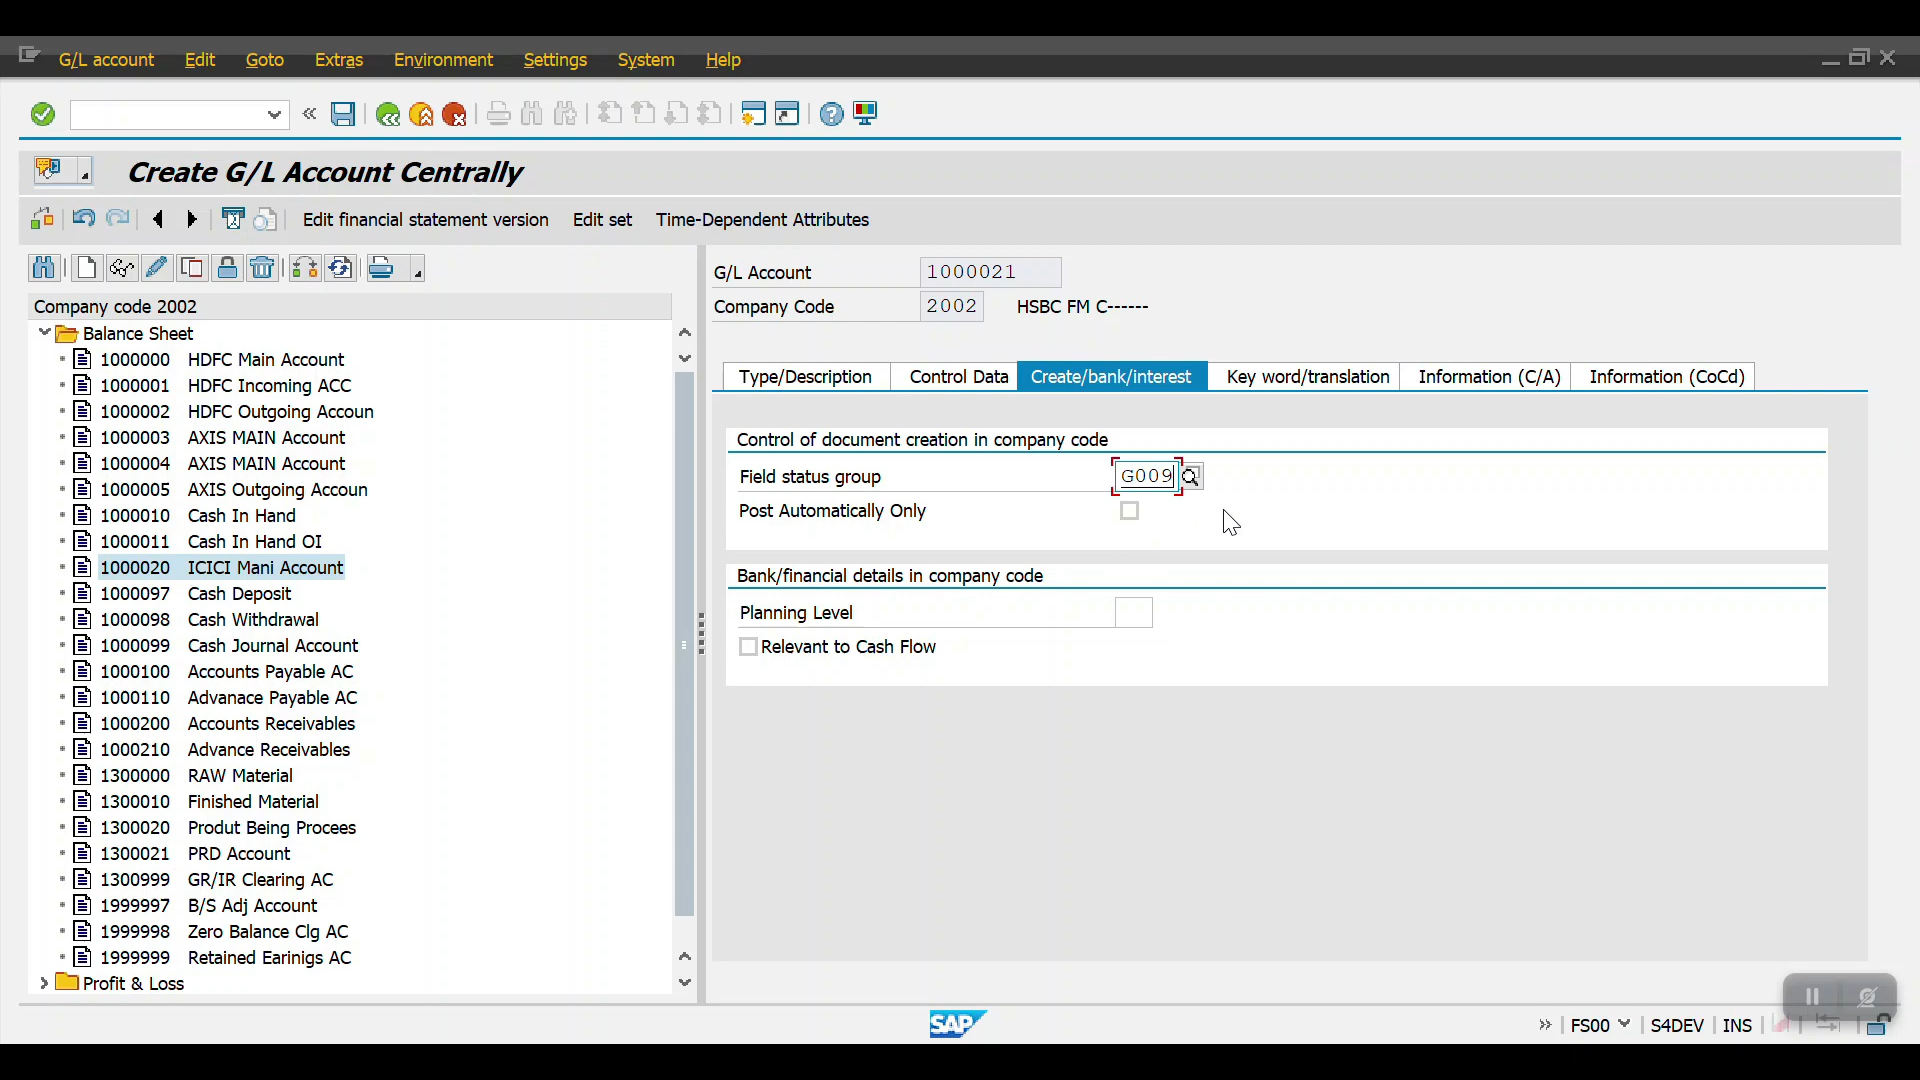 G/L account Edit Goto Extras Environment Settings System Help
Create G/L Account Centrally
Edit financial statement version Edit set Time-Dependent Attributes
Company code 2002
Balance Sheet
1000000 HDFC Main Account
1000001 HDFC Incoming ACC
1000002 HDFC Outgoing Accoun
1000003 AXIS MAIN Account
1000004 AXIS MAIN Account
1000005 AXIS Outgoing Accoun
1000010 Cash In Hand
1000011 Cash In Hand OI
1000020 ICICI Mani Account
1000097 Cash Deposit
1000098 Cash Withdrawal
1000099 Cash Journal Account
1000100 Accounts Payable AC
1000110 Advanace Payable AC
1000200 Accounts Receivables
1000210 Advance Receivables
1300000 RAW Material
1300010 Finished Material
1300020 Produt Being Procees
1300021 PRD Account
1300999 GR/IR Clearing AC
1999997 B/S Adj Account
1999998 Zero Balance Clg AC
1999999 Retained Earinigs AC
Profit & Loss
G/L Account 1000021
Company Code 2002 HSBC FM C------
Type/Description Control Data Create/bank/interest Key word/translation Information (C/A) Information (CoCd)
Control of document creation in company code
Field status group G009
Post Automatically Only
Bank/financial details in company code
Planning Level
Relevant to Cash Flow
SAP
FS00 S4DEV INS